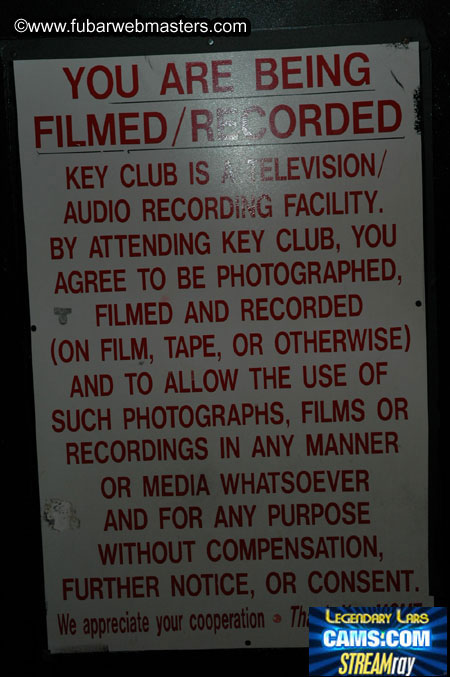 ©www.fubarwebmasters.com
YOU ARE BEING
FILMED/RECORDED
KEY CLUB IS A TELEVISION/
AUDIO RECORDING FACILITY.
BY ATTENDING KEY CLUB, YOU
AGREE TO BE PHOTOGRAPHED,
FILMED AND RECORDED
(ON FILM, TAPE, OR OTHERWISE)
AND TO ALLOW THE USE OF
SUCH PHOTOGRAPHS, FILMS OR
RECORDINGS IN ANY MANNER
OR MEDIA WHATSOEVER
AND FOR ANY PURPOSE
WITHOUT COMPENSATION,
FURTHER NOTICE, OR CONSENT.
We appreciate your cooperation
LEGENDARY LARS
CAMS.COM
STREAMray